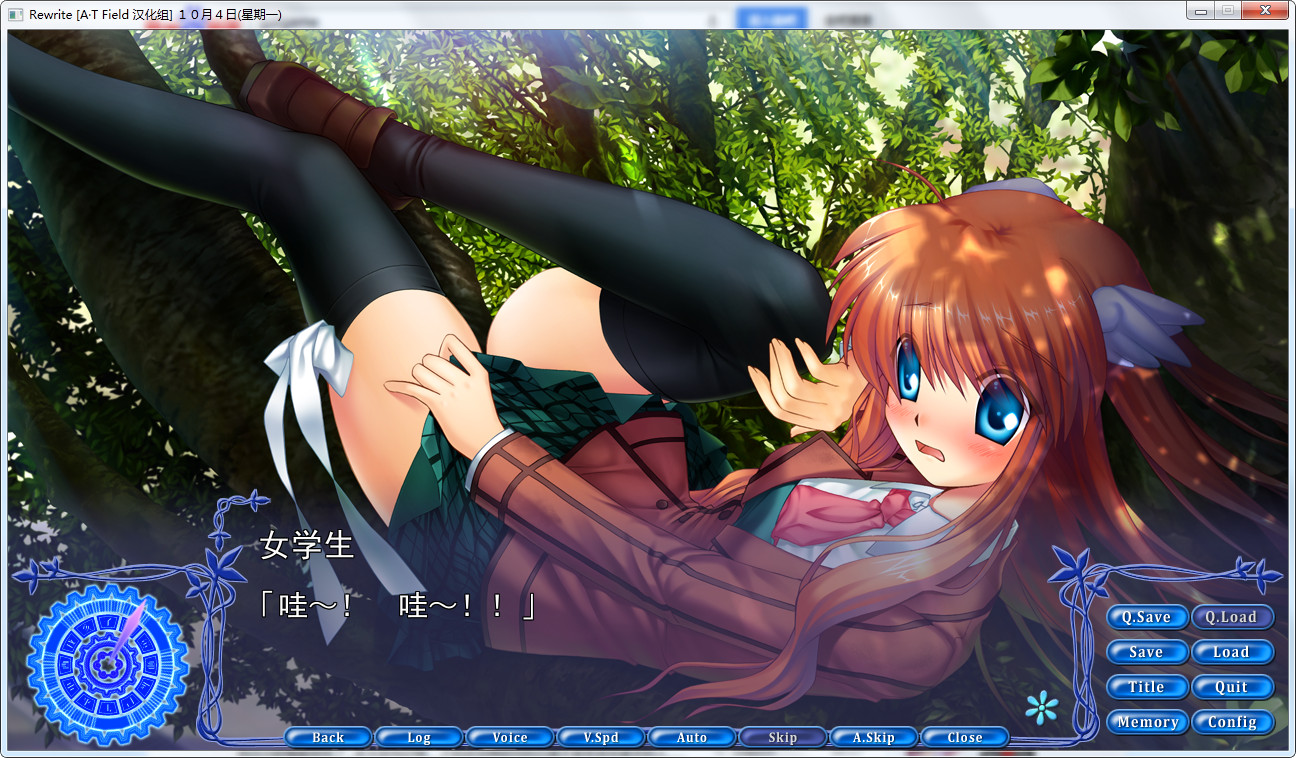 Rewrite [A·T Field 汉化组] １０月４日(星期一)
女学生
「哇～！　哇～！！」
Q.Save
Q.Load
Save
Load
Title
Quit
Memory
Config
Back
Log
Voice
V.Spd
Auto
Skip
A.Skip
Close